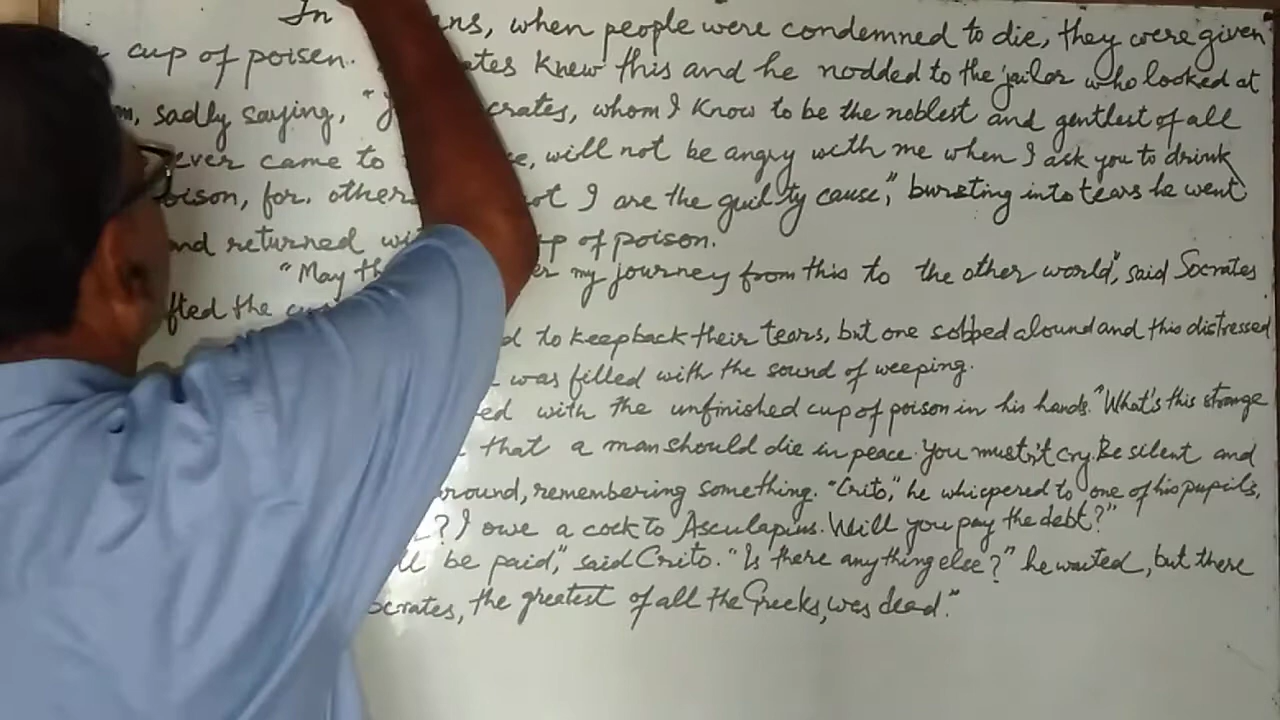 In ns, when people were condemned to die, they were given
cup of poisen. ates knew this and he nodded to the jailor who looked at
m, sadly saying, " crates, whom I know to be the noblest and gentlest of all
ever came to e, will not be angry with me when I ask you to drink
oison, for. others ot I are the guilty cause," bursting into tears he went
and returned wi p of poison.
"May th er my journey from this to the other world", said Socrates
fted the cu
d to keep back their tears, but one sobbed alound and this distressed
was filled with the sound of weeping.
ed with the unfinished cup of poison in his hands. "What's this strange
that a man should die in peace. You mustn't cry. Be silent and
around, remembering something. "Crito," he whispered to one of his pupils,
? I owe a cock to Asculapius. Will you pay the debt?"
ll be paid," said Crito. "Is there anything else?" he waited, but there
ocrates, the greatest of all the Greeks, was dead."